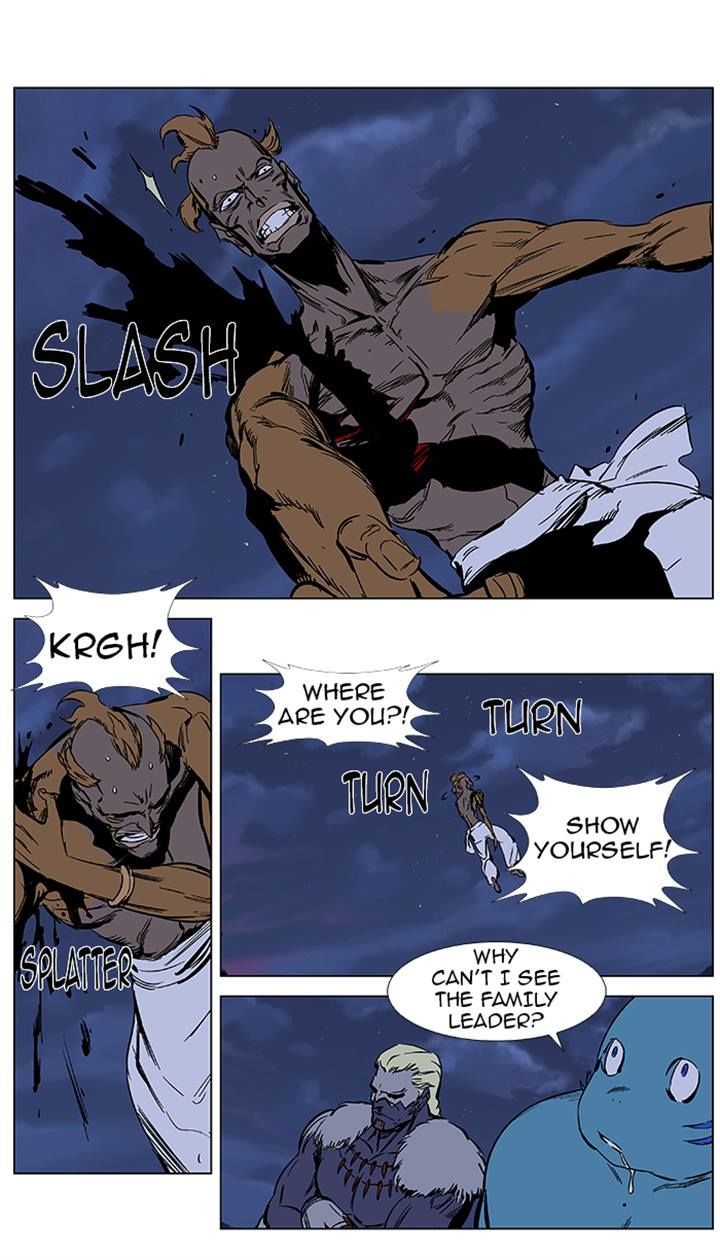 SLASH
KRGH!
SPLATTER
WHERE
ARE YOU?!
TURN
TURN
SHOW
YOURSELF!
WHY
CAN'T I SEE
THE FAMILY
LEADER?